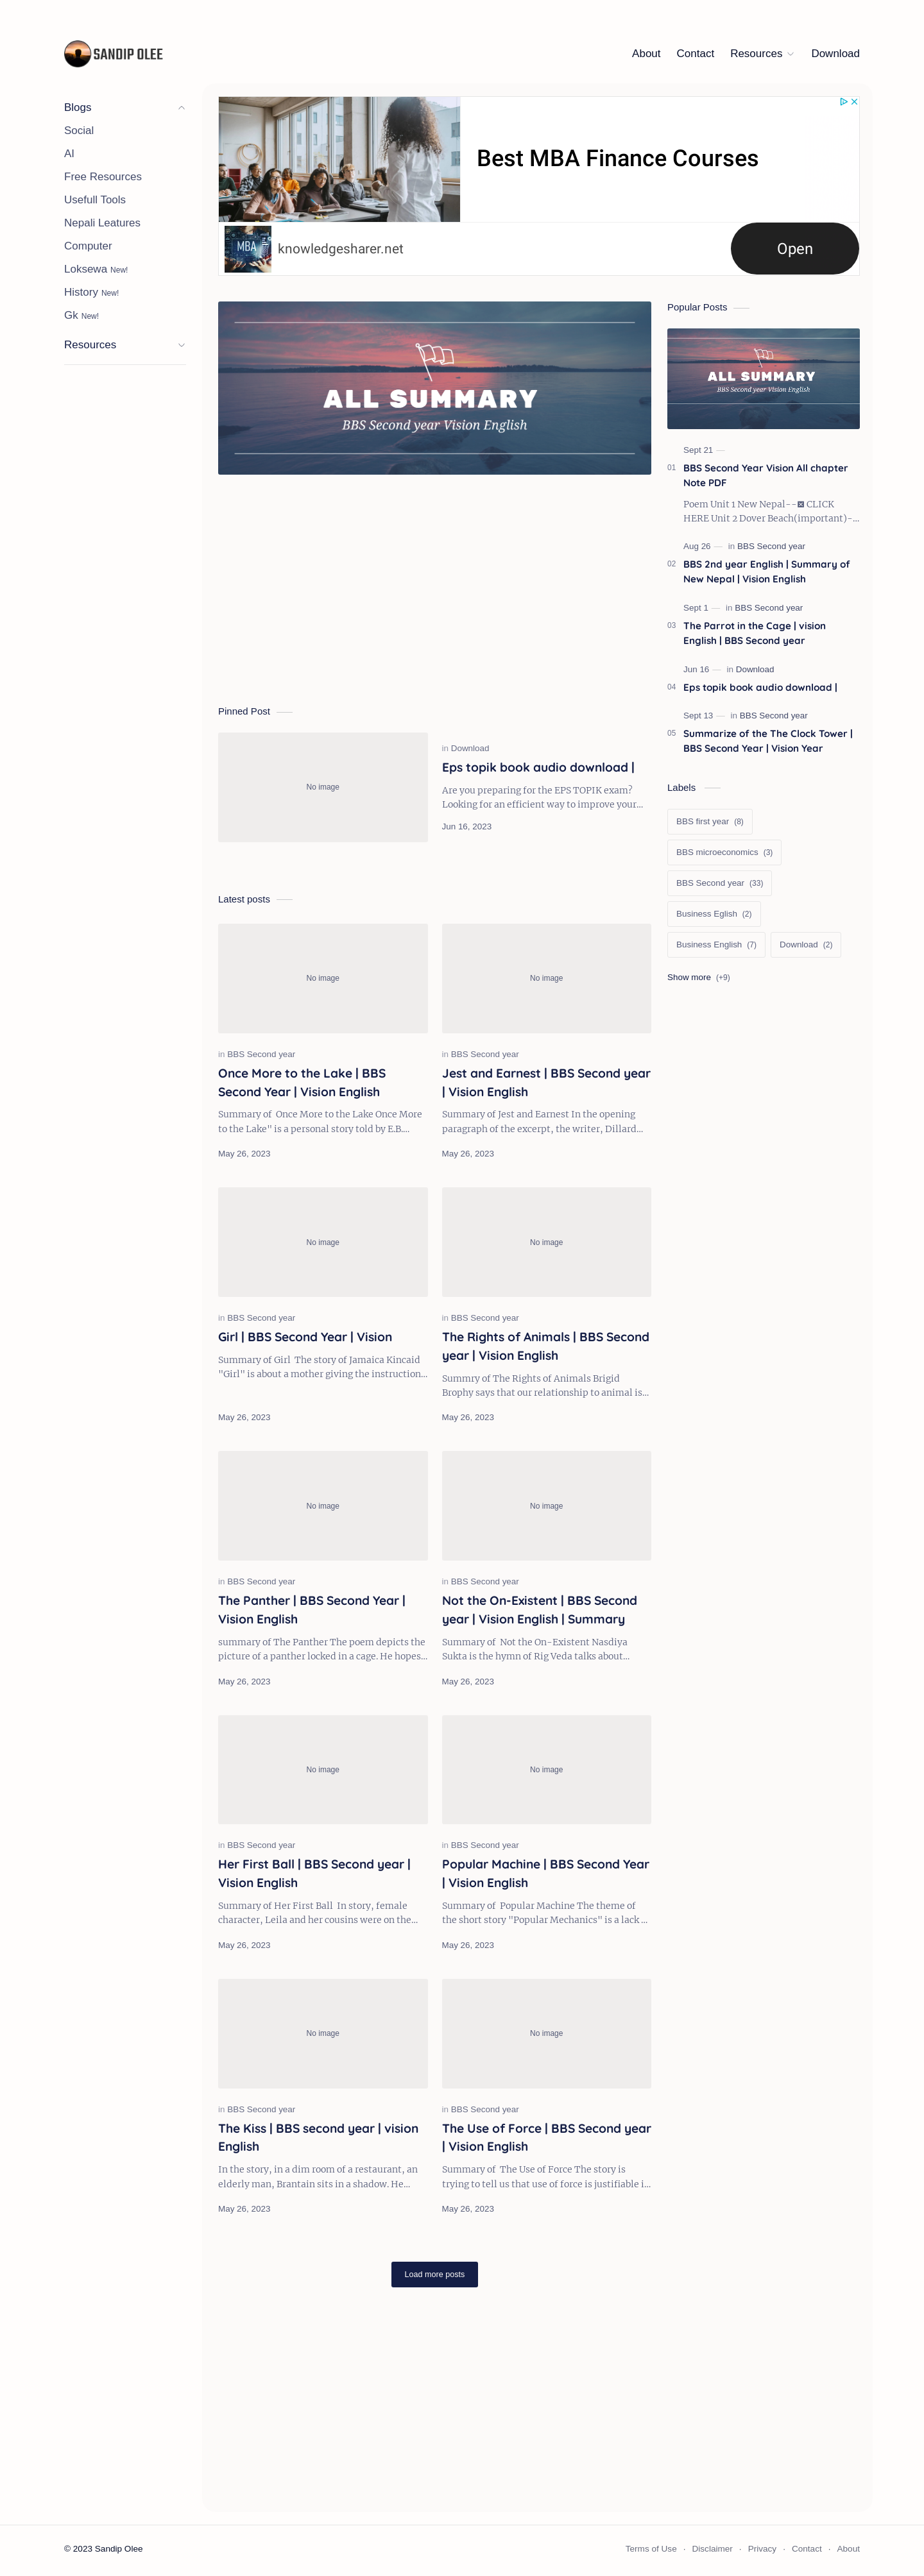 SANDIP OLEE
About
Contact
Resources
Download
Blogs
Social
AI
Free Resources
Usefull Tools
Nepali Leatures
Computer
Loksewa New!
History New!
Gk New!
Resources
Best MBA Finance Courses
MBA
knowledgesharer.net
Open
ALL SUMMARY
BBS Second year Vision English
Pinned Post
No image
in Download
Eps topik book audio download |
Are you preparing for the EPS TOPIK exam?
Looking for an efficient way to improve your…
Jun 16, 2023
Latest posts
No image
in BBS Second year
Once More to the Lake | BBS
Second Year | Vision English
Summary of  Once More to the Lake Once More
to the Lake" is a personal story told by E.B.…
May 26, 2023
No image
in BBS Second year
Jest and Earnest | BBS Second year
| Vision English
Summary of Jest and Earnest In the opening
paragraph of the excerpt, the writer, Dillard…
May 26, 2023
No image
in BBS Second year
Girl | BBS Second Year | Vision
Summary of Girl  The story of Jamaica Kincaid
"Girl" is about a mother giving the instruction…
May 26, 2023
No image
in BBS Second year
The Rights of Animals | BBS Second
year | Vision English
Summry of The Rights of Animals Brigid
Brophy says that our relationship to animal is…
May 26, 2023
No image
in BBS Second year
The Panther | BBS Second Year |
Vision English
summary of The Panther The poem depicts the
picture of a panther locked in a cage. He hopes…
May 26, 2023
No image
in BBS Second year
Not the On-Existent | BBS Second
year | Vision English | Summary
Summary of  Not the On-Existent Nasdiya
Sukta is the hymn of Rig Veda talks about…
May 26, 2023
No image
in BBS Second year
Her First Ball | BBS Second year |
Vision English
Summary of Her First Ball  In story, female
character, Leila and her cousins were on the…
May 26, 2023
No image
in BBS Second year
Popular Machine | BBS Second Year
| Vision English
Summary of  Popular Machine The theme of
the short story "Popular Mechanics" is a lack …
May 26, 2023
No image
in BBS Second year
The Kiss | BBS second year | vision
English
In the story, in a dim room of a restaurant, an
elderly man, Brantain sits in a shadow. He…
May 26, 2023
No image
in BBS Second year
The Use of Force | BBS Second year
| Vision English
Summary of  The Use of Force The story is
trying to tell us that use of force is justifiable i…
May 26, 2023
Load more posts
Popular Posts
ALL SUMMARY
BBS Second year Vision English
Sept 21
01 BBS Second Year Vision All chapter
Note PDF
Poem Unit 1 New Nepal--❎ CLICK
HERE Unit 2 Dover Beach(important)-…
Aug 26 in BBS Second year
02 BBS 2nd year English | Summary of
New Nepal | Vision English
Sept 1 in BBS Second year
03 The Parrot in the Cage | vision
English | BBS Second year
Jun 16 in Download
04 Eps topik book audio download |
Sept 13 in BBS Second year
05 Summarize of the The Clock Tower |
BBS Second Year | Vision Year
Labels
BBS first year (8)
BBS microeconomics (3)
BBS Second year (33)
Business Eglish (2)
Business English (7)
Download (2)
Show more (+9)
© 2023 Sandip Olee
Terms of Use · Disclaimer · Privacy · Contact · About